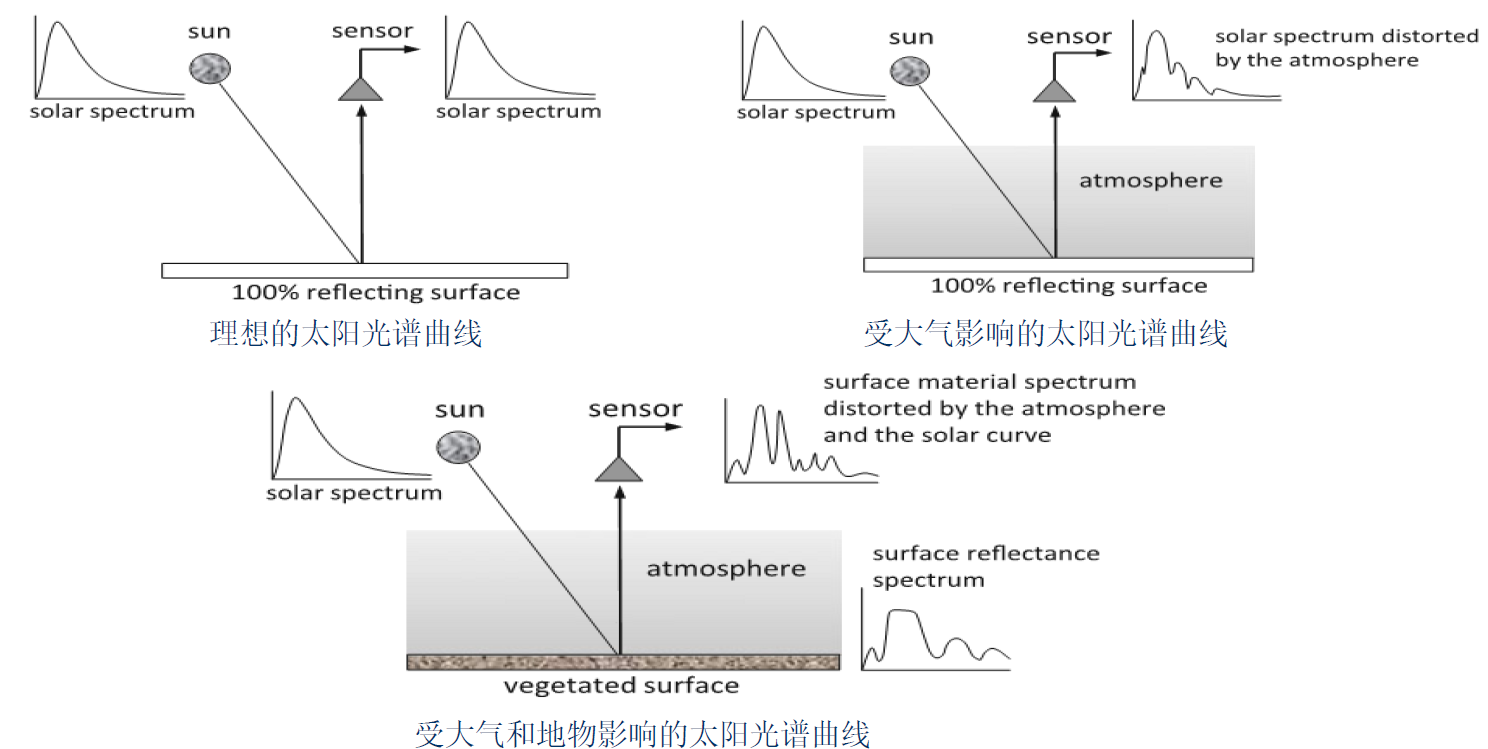 sun
sensor
solar spectrum
solar spectrum
100% reflecting surface
理想的太阳光谱曲线
sun
sensor
solar spectrum distorted
by the atmosphere
solar spectrum
atmosphere
100% reflecting surface
受大气影响的太阳光谱曲线
sun
sensor
surface material spectrum
distorted by the atmosphere
and the solar curve
solar spectrum
atmosphere
surface reflectance
spectrum
vegetated surface
受大气和地物影响的太阳光谱曲线